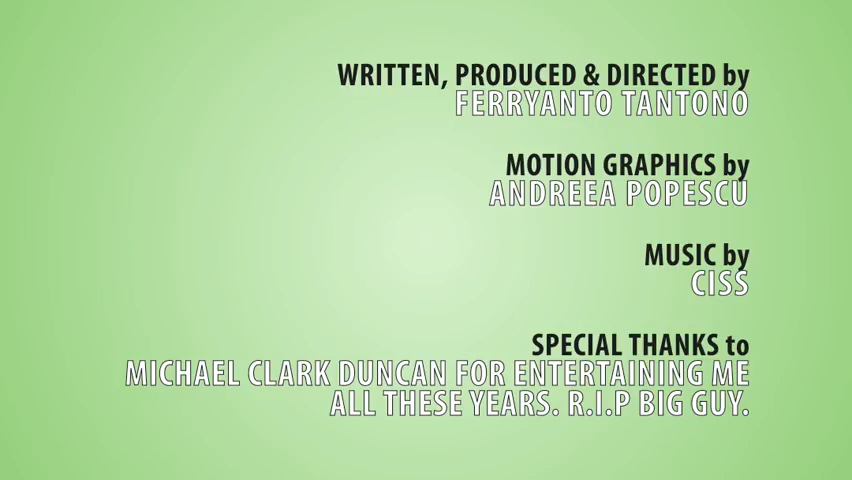 WRITTEN, PRODUCED & DIRECTED by
FERRYANTO TANTONO
MOTION GRAPHICS by
ANDREEA POPESCU
MUSIC by
CISS
SPECIAL THANKS to
MICHAEL CLARK DUNCAN FOR ENTERTAINING ME
ALL THESE YEARS. R.I.P BIG GUY.